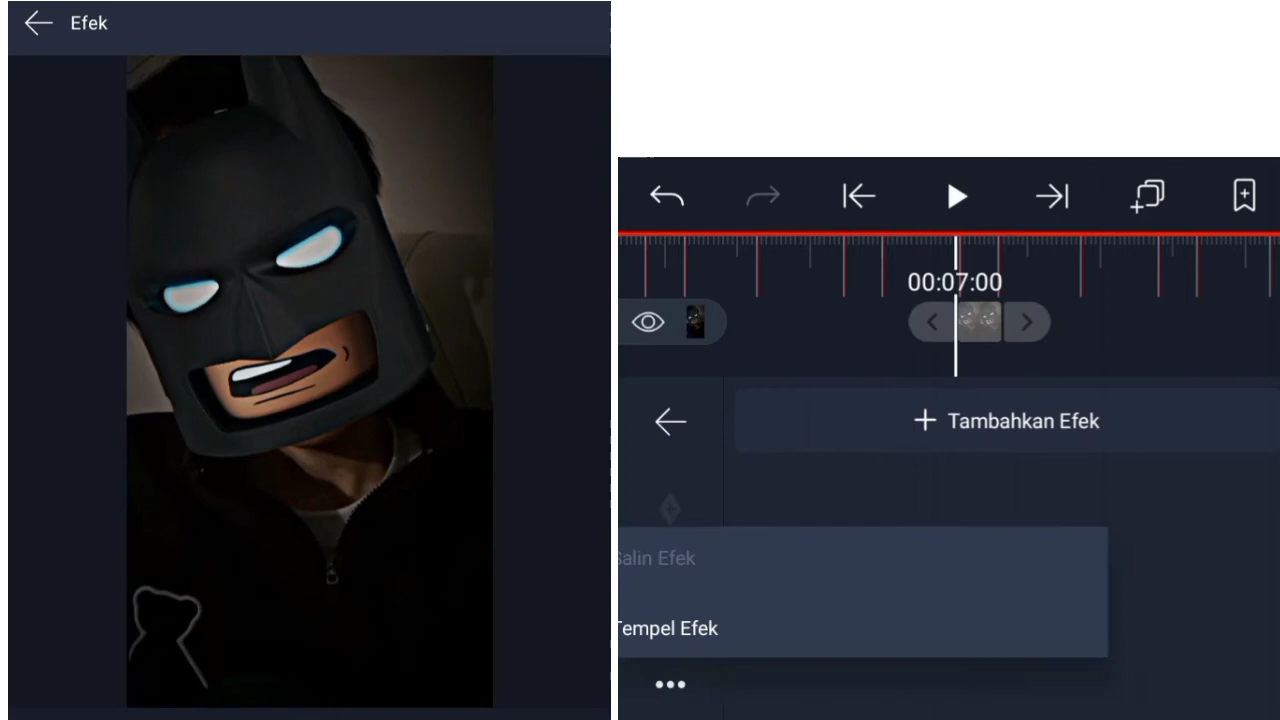 Efek
00:07:00
Tambahkan Efek
Salin Efek
Tempel Efek